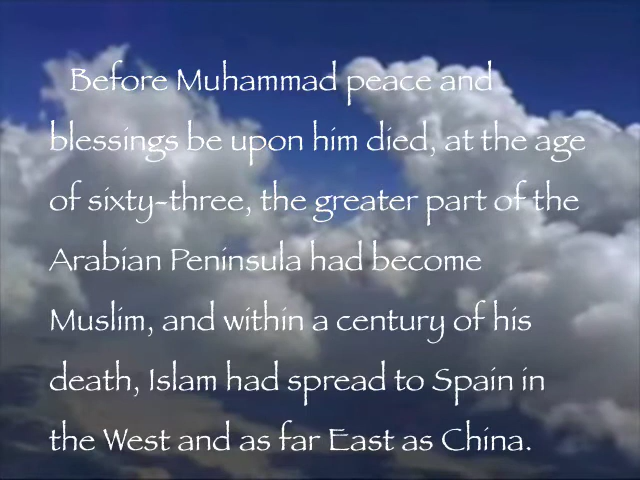 Before Muhammad peace and
blessings be upon him died, at the age
of sixty-three, the greater part of the
Arabian Peninsula had become
Muslim, and within a century of his
death, Islam had spread to Spain in
the West and as far East as China.